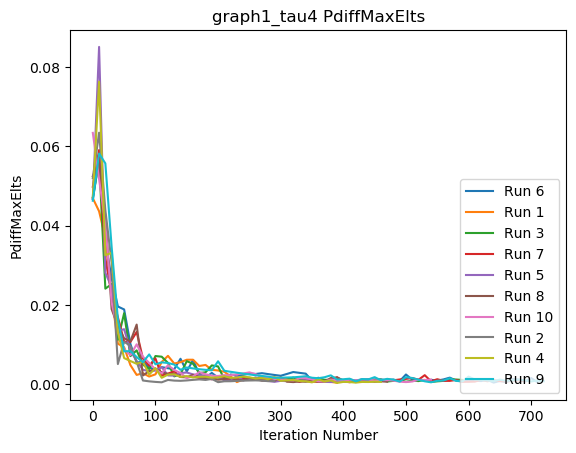 graph1_tau4 PdiffMaxElts
PdiffMaxElts
0.08
0.06
0.04
0.02
0.00
Run 6
Run 1
Run 3
Run 7
Run 5
Run 8
Run 10
Run 2
Run 4
Run 9
0 100 200 300 400 500 600 700
Iteration Number